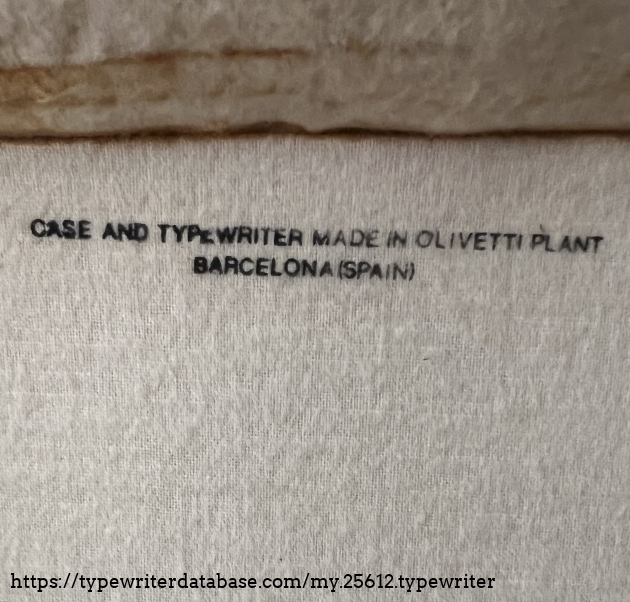 CASE AND TYPEWRITER MADE IN OLIVETTI PLANT
BARCELONA (SPAIN)
https://typewriterdatabase.com/my.25612.typewriter